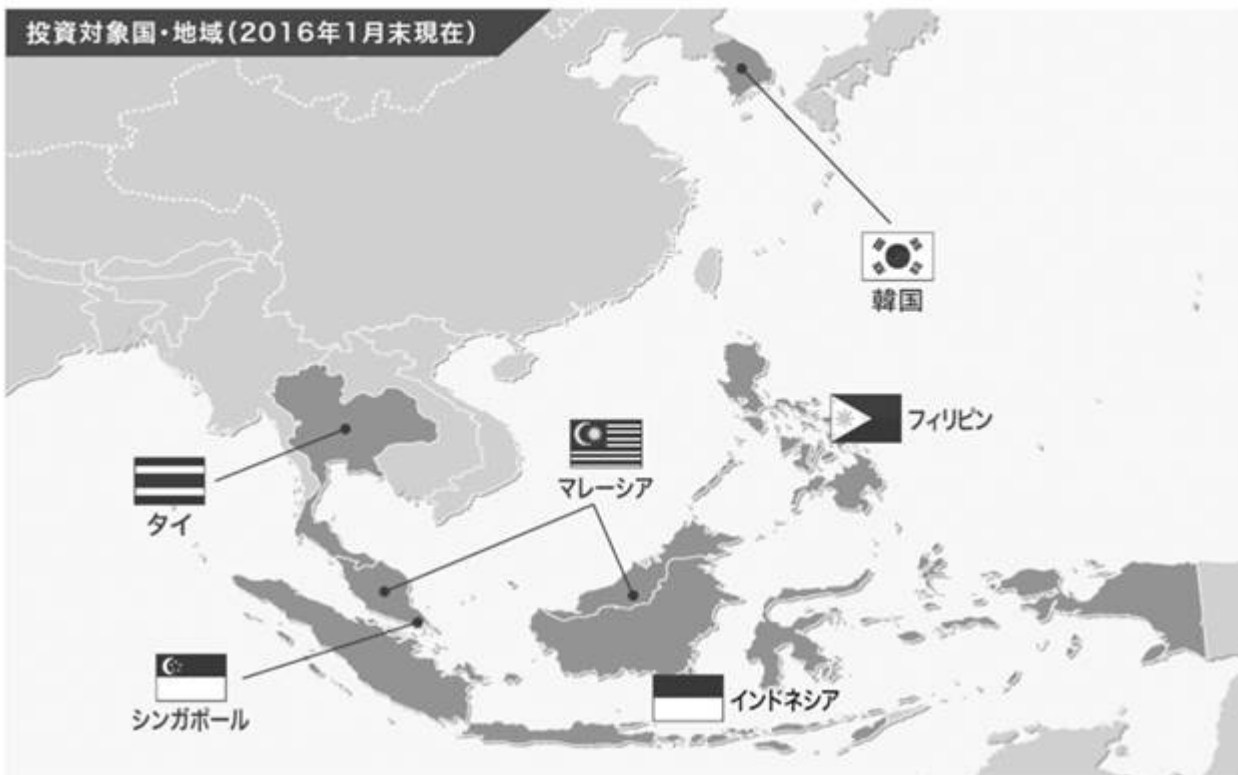 投資対象国・地域(2016年1月末現在)
韓国
フィリピン
マレーシア
タイ
シンガポール
インドネシア